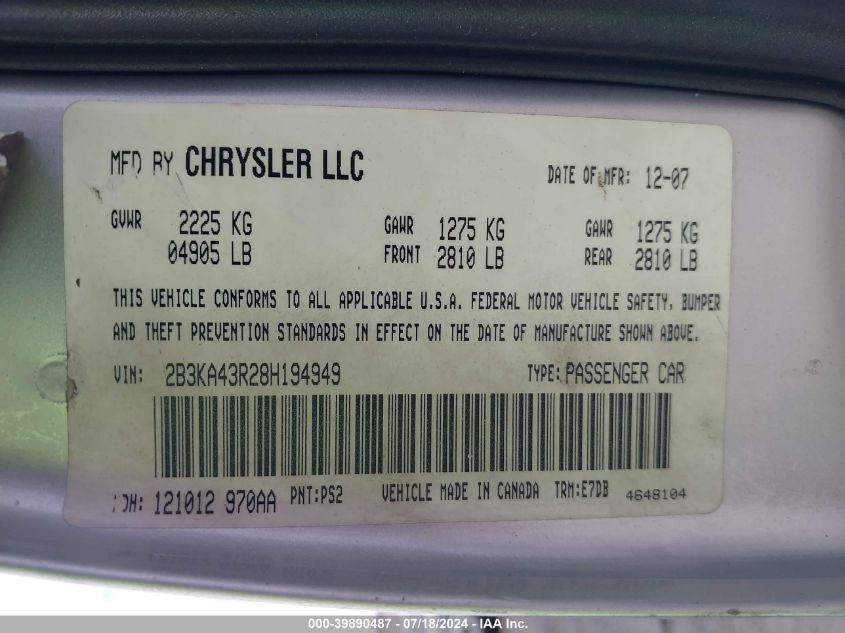 MFD BY CHRYSLER LLC DATE OF MFR: 12-07
GVWR 2225 KG GAWR 1275 KG GAWR 1275 KG
04905 LB FRONT 2810 LB REAR 2810 LB
THIS VEHICLE CONFORMS TO ALL APPLICABLE U.S.A. FEDERAL MOTOR VEHICLE SAFETY, BUMPER
AND THEFT PREVENTION STANDARDS IN EFFECT ON THE DATE OF MANUFACTURE SHOWN ABOVE.
VIN: 2B3KA43R28H194949 TYPE: PASSENGER CAR
121012 970AA PNT:PS2 VEHICLE MADE IN CANADA TRM:E7DB 4648104
000-39890487 - 07/18/2024 - IAA Inc.